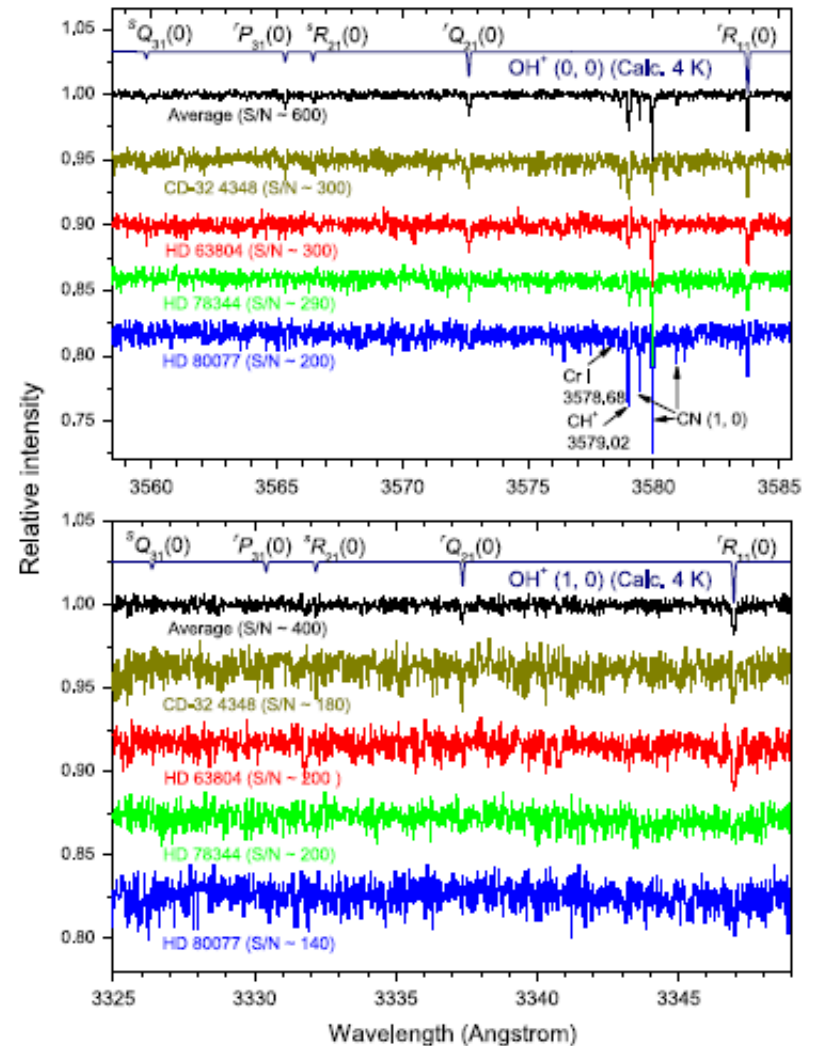 1.05
ˢQ₃₁(0) ʳP₃₁(0) ˢR₂₁(0) ʳQ₂₁(0) ʳR₁₁(0)
OH⁺ (0, 0) (Calc. 4 K)
1.00
Average (S/N ~ 600)
0.95
CD-32 4348 (S/N ~ 300)
0.90
HD 63804 (S/N ~ 300)
0.85
HD 78344 (S/N ~ 290)
0.80
HD 80077 (S/N ~ 200)
Cr I
3578.68
CH⁺
3579.02
CN (1, 0)
0.75
3560 3565 3570 3575 3580 3585
Relative intensity
1.05
ˢQ₃₁(0) ʳP₃₁(0) ˢR₂₁(0) ʳQ₂₁(0) ʳR₁₁(0)
OH⁺ (1, 0) (Calc. 4 K)
1.00
Average (S/N ~ 400)
0.95
CD-32 4348 (S/N ~ 180)
0.90
HD 63804 (S/N ~ 200 )
0.85
HD 78344 (S/N ~ 200)
0.80
HD 80077 (S/N ~ 140)
3325 3330 3335 3340 3345
Wavelength (Angstrom)